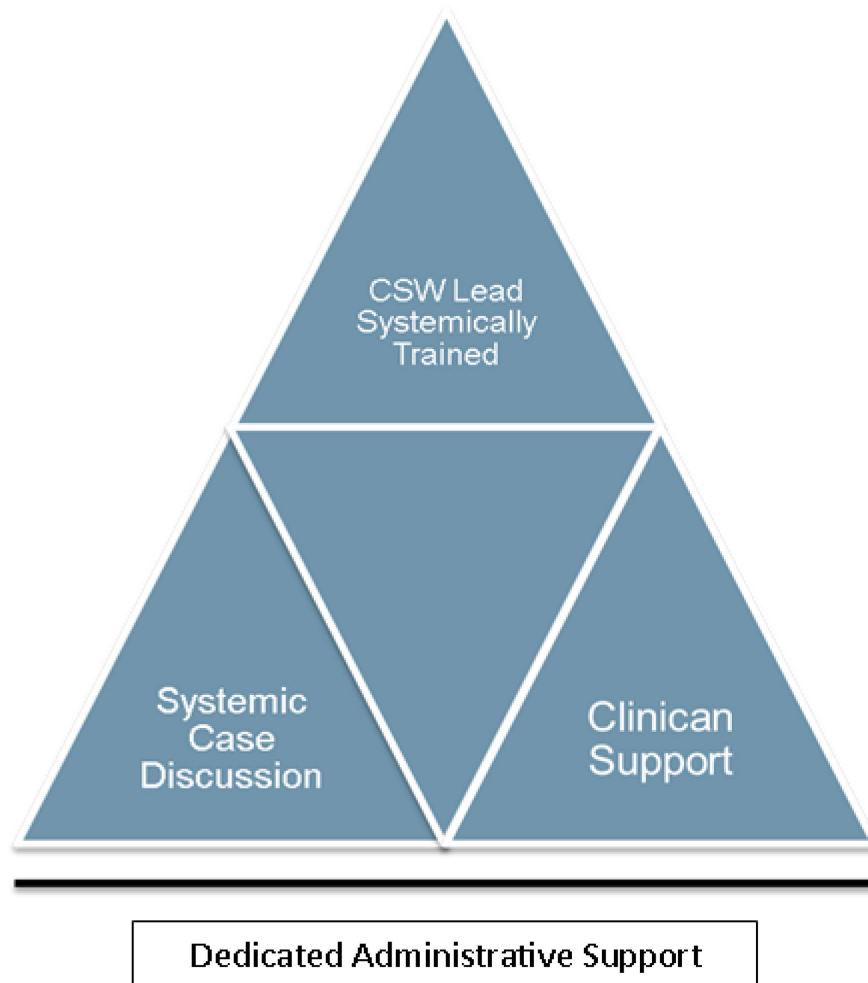 CSW Lead
Systemically
Trained
Systemic
Case
Discussion
Clinican
Support
Dedicated Administrative Support